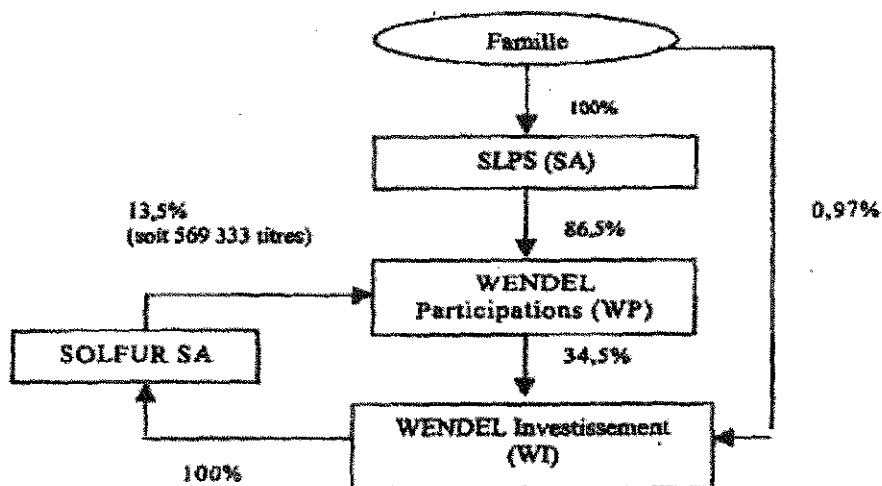 Famille
100%
SLPS (SA)
13,5%
(soit 569 333 titres)
0,97%
86,5%
WENDEL
Participations (WP)
SOLFUR SA
34,5%
WENDEL Investissement
(WI)
100%